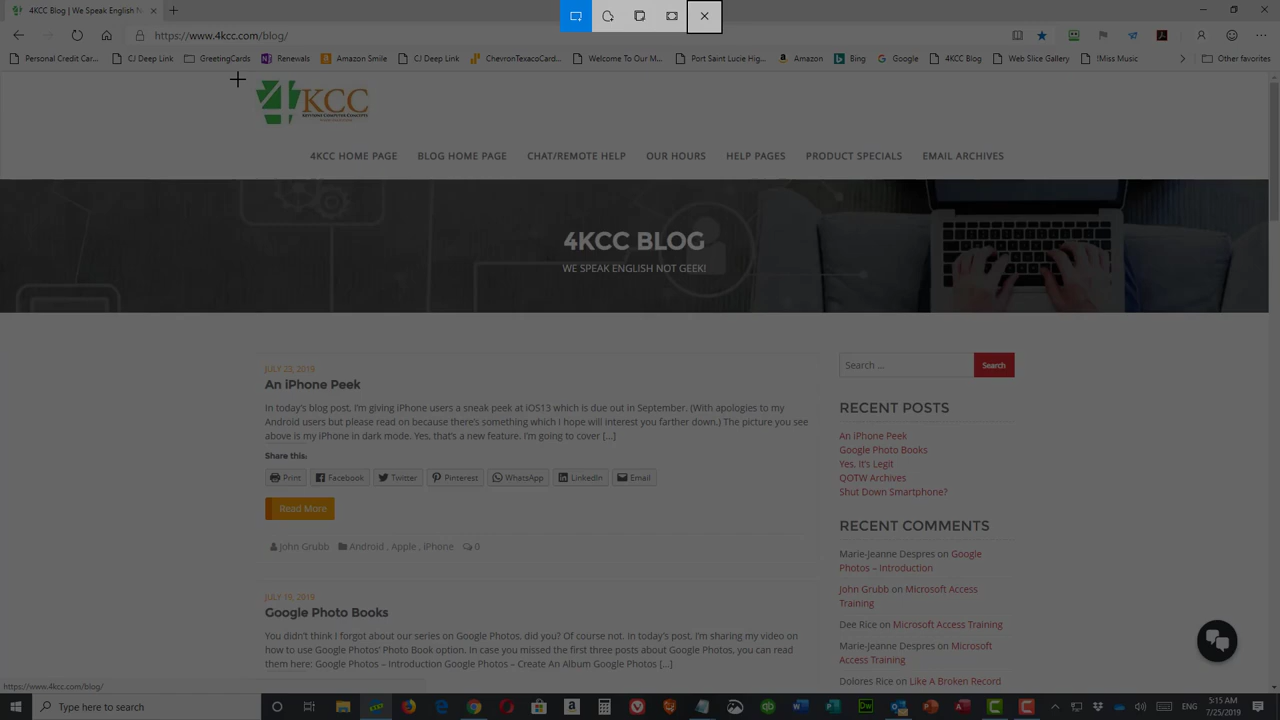 4KCC Blog | We Speak English N
https://www.4kcc.com/blog/
Personal Credit Car... CJ Deep Link GreetingCards Renewals Amazon Smile CJ Deep Link ChevronTexacoCard... Welcome To Our M... Port Saint Lucie Hig... Amazon Bing Google 4KCC Blog Web Slice Gallery !Miss Music Other favorites
4KCC
KEYSTONE COMPUTER CONCEPTS
4KCC HOME PAGE BLOG HOME PAGE CHAT/REMOTE HELP OUR HOURS HELP PAGES PRODUCT SPECIALS EMAIL ARCHIVES
4KCC BLOG
WE SPEAK ENGLISH NOT GEEK!
JULY 23, 2019
An iPhone Peek
In today's blog post, I'm giving iPhone users a sneak peek at iOS13 which is due out in September. (With apologies to my
Android users but please read on because there's something which I hope will interest you farther down.) The picture you see
above is my iPhone in dark mode. Yes, that's a new feature. I'm going to cover [...]
Share this:
Print Facebook Twitter Pinterest WhatsApp LinkedIn Email
Read More
John Grubb Android , Apple , iPhone 0
JULY 19, 2019
Google Photo Books
You didn't think I forgot about our series on Google Photos, did you? Of course not. In today's post, I'm sharing my video on
how to use Google Photos' Photo Book option. In case you missed the first three posts about Google Photos, you can read
them here: Google Photos – Introduction Google Photos – Create An Album Google Photos [...]
Search ... Search
RECENT POSTS
An iPhone Peek
Google Photo Books
Yes, It's Legit
QOTW Archives
Shut Down Smartphone?
RECENT COMMENTS
Marie-Jeanne Despres on Google
Photos – Introduction
John Grubb on Microsoft Access
Training
Dee Rice on Microsoft Access Training
Marie-Jeanne Despres on Microsoft
Access Training
Dolores Rice on Like A Broken Record
https://www.4kcc.com/blog/
Type here to search
ENG
5:15 AM
7/25/2019